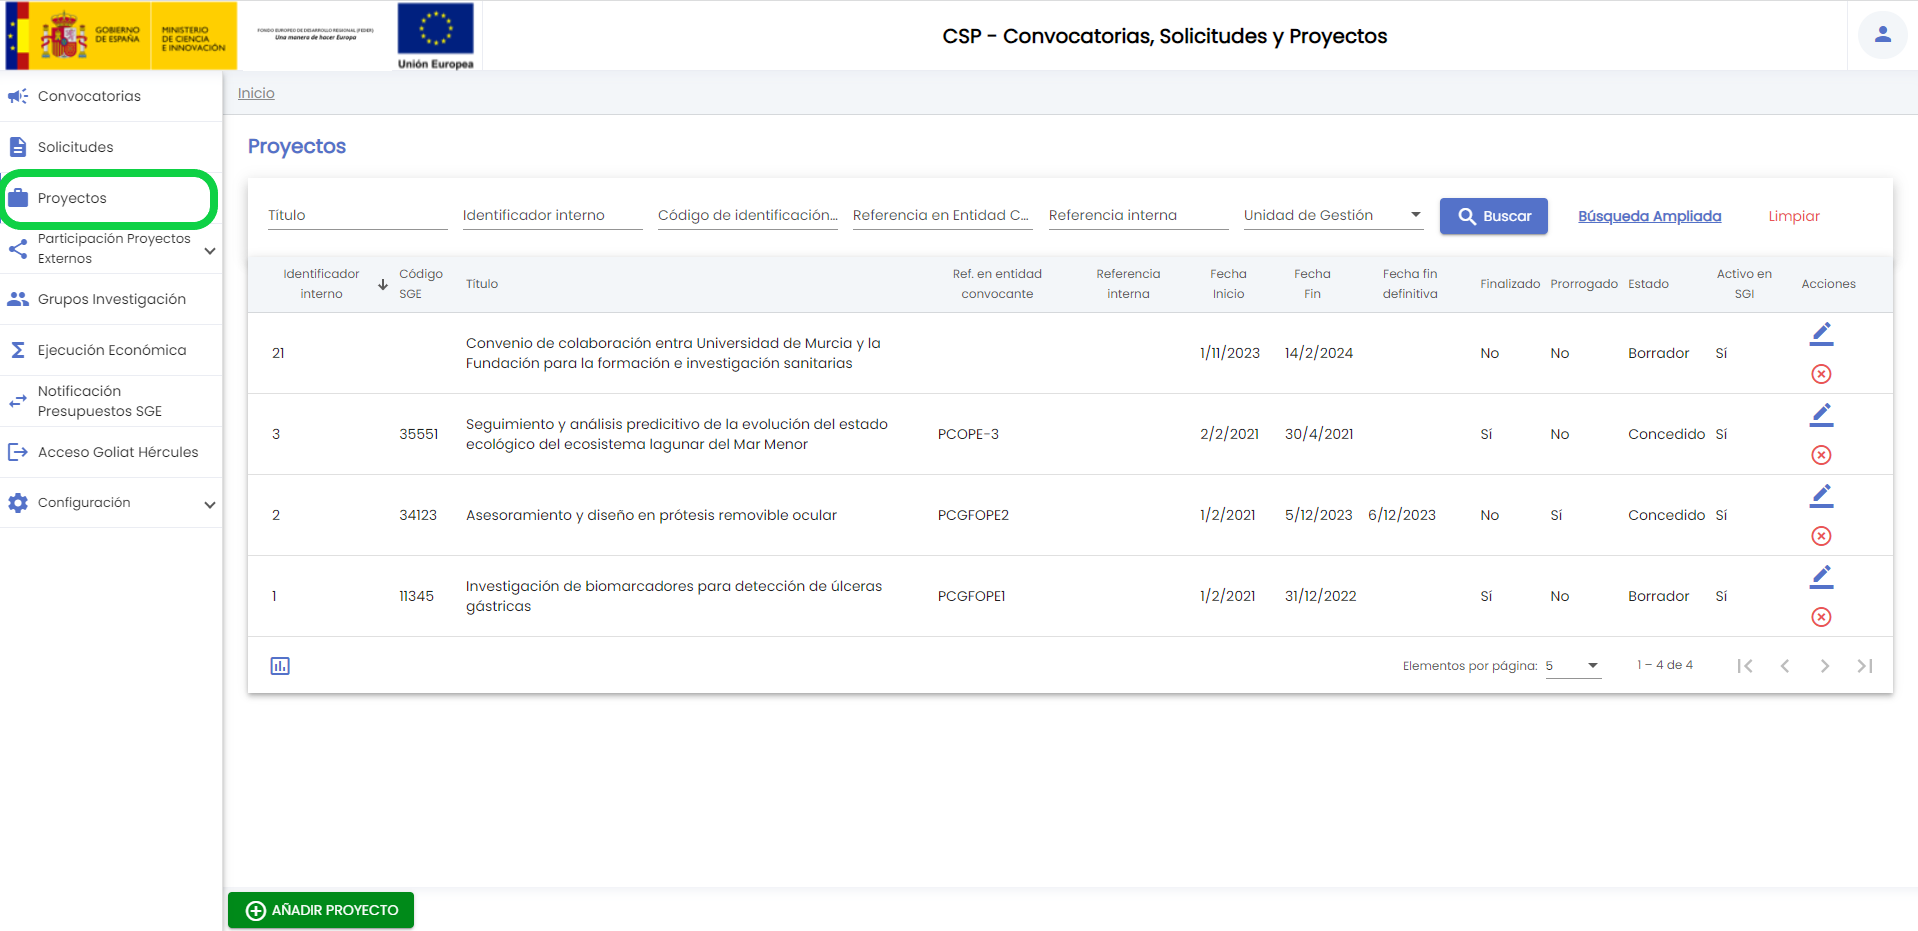 GOBIERNO
DE ESPAÑA
MINISTERIO
DE CIENCIA
E INNOVACIÓN
FONDO EUROPEO DE DESARROLLO REGIONAL (FEDER)
Una manera de hacer Europa
Unión Europea
CSP - Convocatorias, Solicitudes y Proyectos
Convocatorias
Solicitudes
Proyectos
Participación Proyectos
Externos
Grupos Investigación
Ejecución Económica
Notificación
Presupuestos SGE
Acceso Goliat Hércules
Configuración
Inicio
Proyectos
Título
Identificador interno
Código de identificación...
Referencia en Entidad C...
Referencia interna
Unidad de Gestión
Buscar
Búsqueda Ampliada
Limpiar
Identificador
interno
Código
SGE
Título
Ref. en entidad
convocante
Referencia
interna
Fecha
Inicio
Fecha
Fin
Fecha fin
definitiva
Finalizado
Prorrogado
Estado
Activo en
SGI
Acciones
21
Convenio de colaboración entra Universidad de Murcia y la
Fundación para la formación e investigación sanitarias
1/11/2023
14/2/2024
No
No
Borrador
Sí
3
35551
Seguimiento y análisis predicitivo de la evolución del estado
ecológico del ecosistema lagunar del Mar Menor
PCOPE-3
2/2/2021
30/4/2021
Sí
No
Concedido
Sí
2
34123
Asesoramiento y diseño en prótesis removible ocular
PCGFOPE2
1/2/2021
5/12/2023
6/12/2023
No
Sí
Concedido
Sí
1
11345
Investigación de biomarcadores para detección de úlceras
gástricas
PCGFOPE1
1/2/2021
31/12/2022
Sí
No
Borrador
Sí
Elementos por página:
5
1 – 4 de 4
AÑADIR PROYECTO